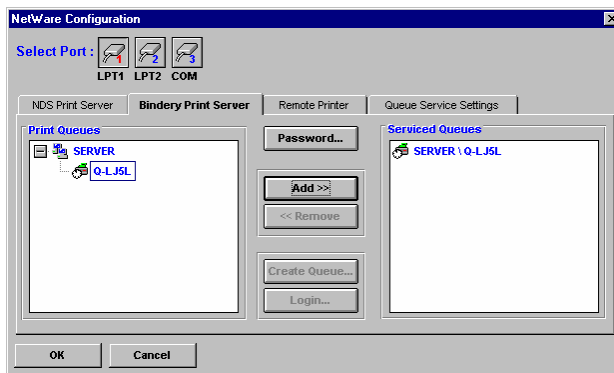 NetWare Configuration
Select Port :
1 2 3
LPT1 LPT2 COM
NDS Print Server Bindery Print Server Remote Printer Queue Service Settings
Print Queues
SERVER
Q-LJ5L
Password...
Add >>
<< Remove
Create Queue...
Login...
Serviced Queues
SERVER \ Q-LJ5L
OK Cancel